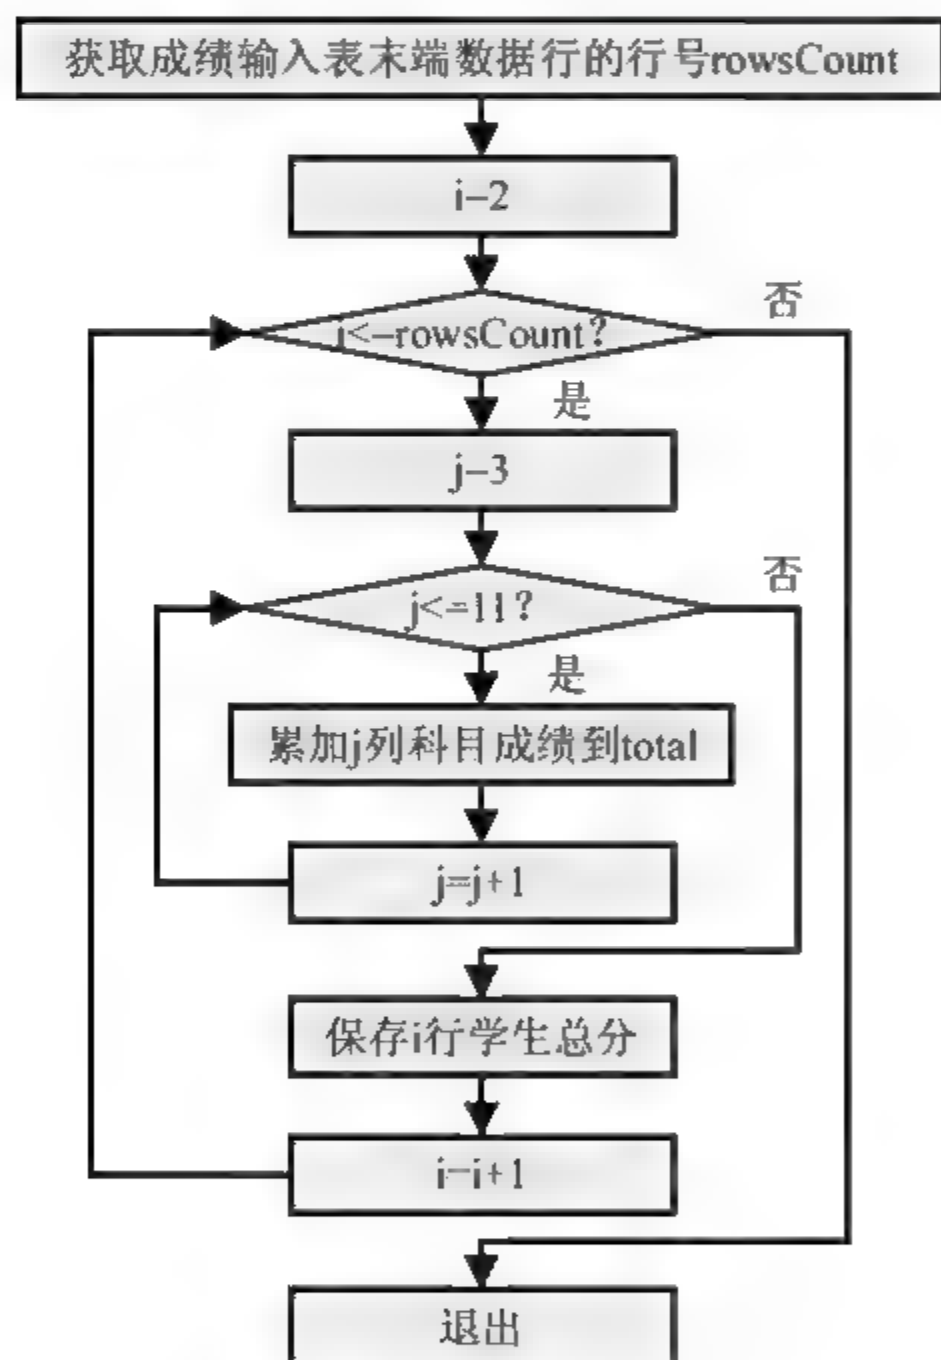 获取成绩输入表末端数据行的行号rowsCount
i=2
i<=rowsCount?
否
是
j=3
j<=11?
否
是
累加j列科目成绩到total
j=j+1
保存i行学生总分
i=i+1
退出